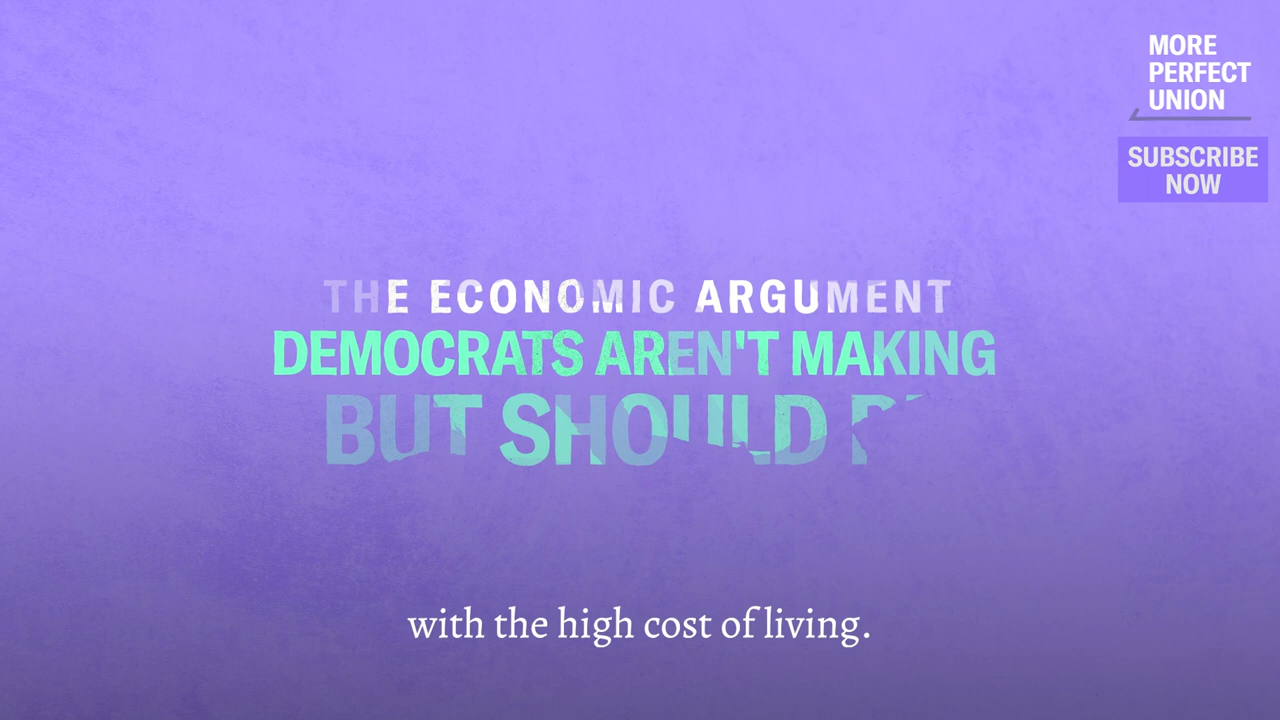 MORE
PERFECT
UNION
SUBSCRIBE
NOW
THE ECONOMIC ARGUMENT
DEMOCRATS AREN'T MAKING
BUT SHOULD
with the high cost of living.